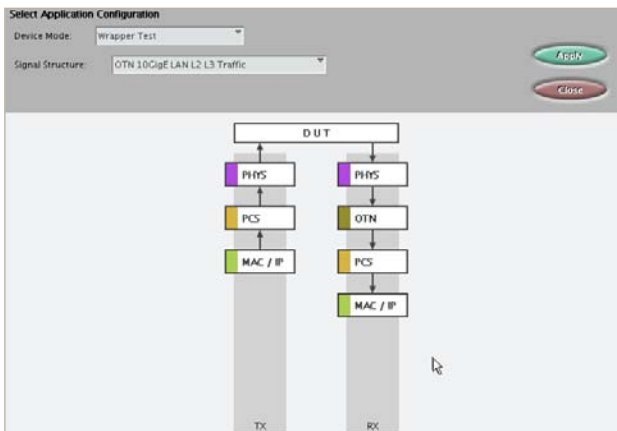 Select Application Configuration
Device Mode: Wrapper Test
Apply
Signal Structure: OTN 10GigE LAN L2 L3 Traffic
Close
DUT
PHYS PHYS
PCS OTN
MAC / IP PCS
MAC / IP
TX RX